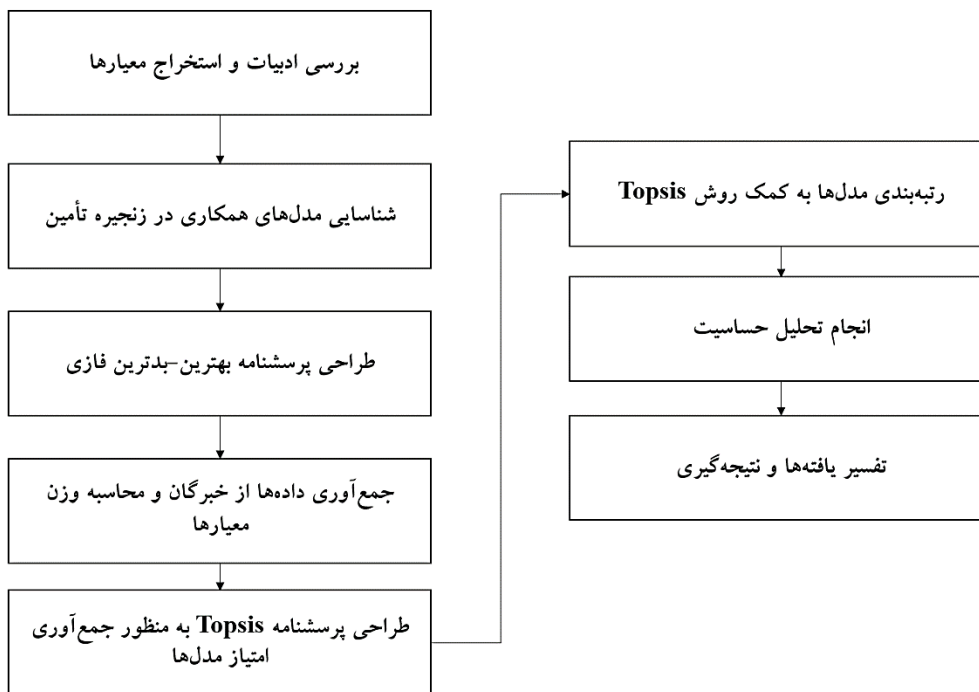 بررسی ادبیات و استخراج معیارها
شناسایی مدل‌های همکاری در زنجیره تأمین
طراحی پرسشنامه بهترین–بدترین فازی
جمع‌آوری داده‌ها از خبرگان و محاسبه وزن
معیارها
طراحی پرسشنامه Topsis به منظور جمع‌آوری
امتیاز مدل‌ها
رتبه‌بندی مدل‌ها به کمک روش Topsis
انجام تحلیل حساسیت
تفسیر یافته‌ها و نتیجه‌گیری